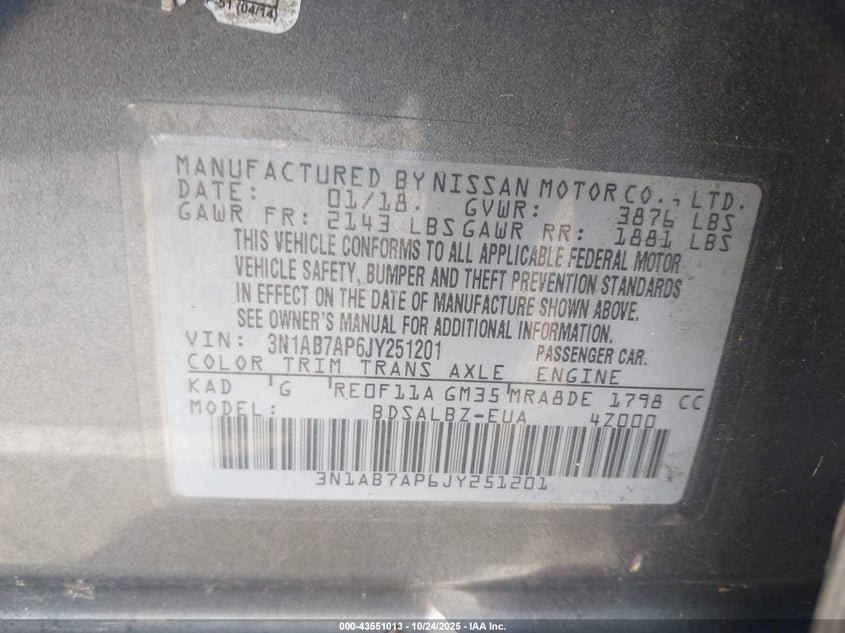 51 (04/14)
MANUFACTURED BY NISSAN MOTOR CO., LTD.
DATE: 01/18. GVWR: 3876 LBS
GAWR FR: 2143 LBS GAWR RR: 1881 LBS
THIS VEHICLE CONFORMS TO ALL APPLICABLE FEDERAL MOTOR
VEHICLE SAFETY, BUMPER AND THEFT PREVENTION STANDARDS
IN EFFECT ON THE DATE OF MANUFACTURE SHOWN ABOVE.
SEE OWNER'S MANUAL FOR ADDITIONAL INFORMATION.
VIN: 3N1AB7AP6JY251201 PASSENGER CAR.
COLOR TRIM TRANS AXLE ENGINE
KAD G RE0F11A GM35 MRA8DE 1798 CC
MODEL: BDSALBZ-EUA 4Z000
3N1AB7AP6JY251201
000-43551013 - 10/24/2025 - IAA Inc.